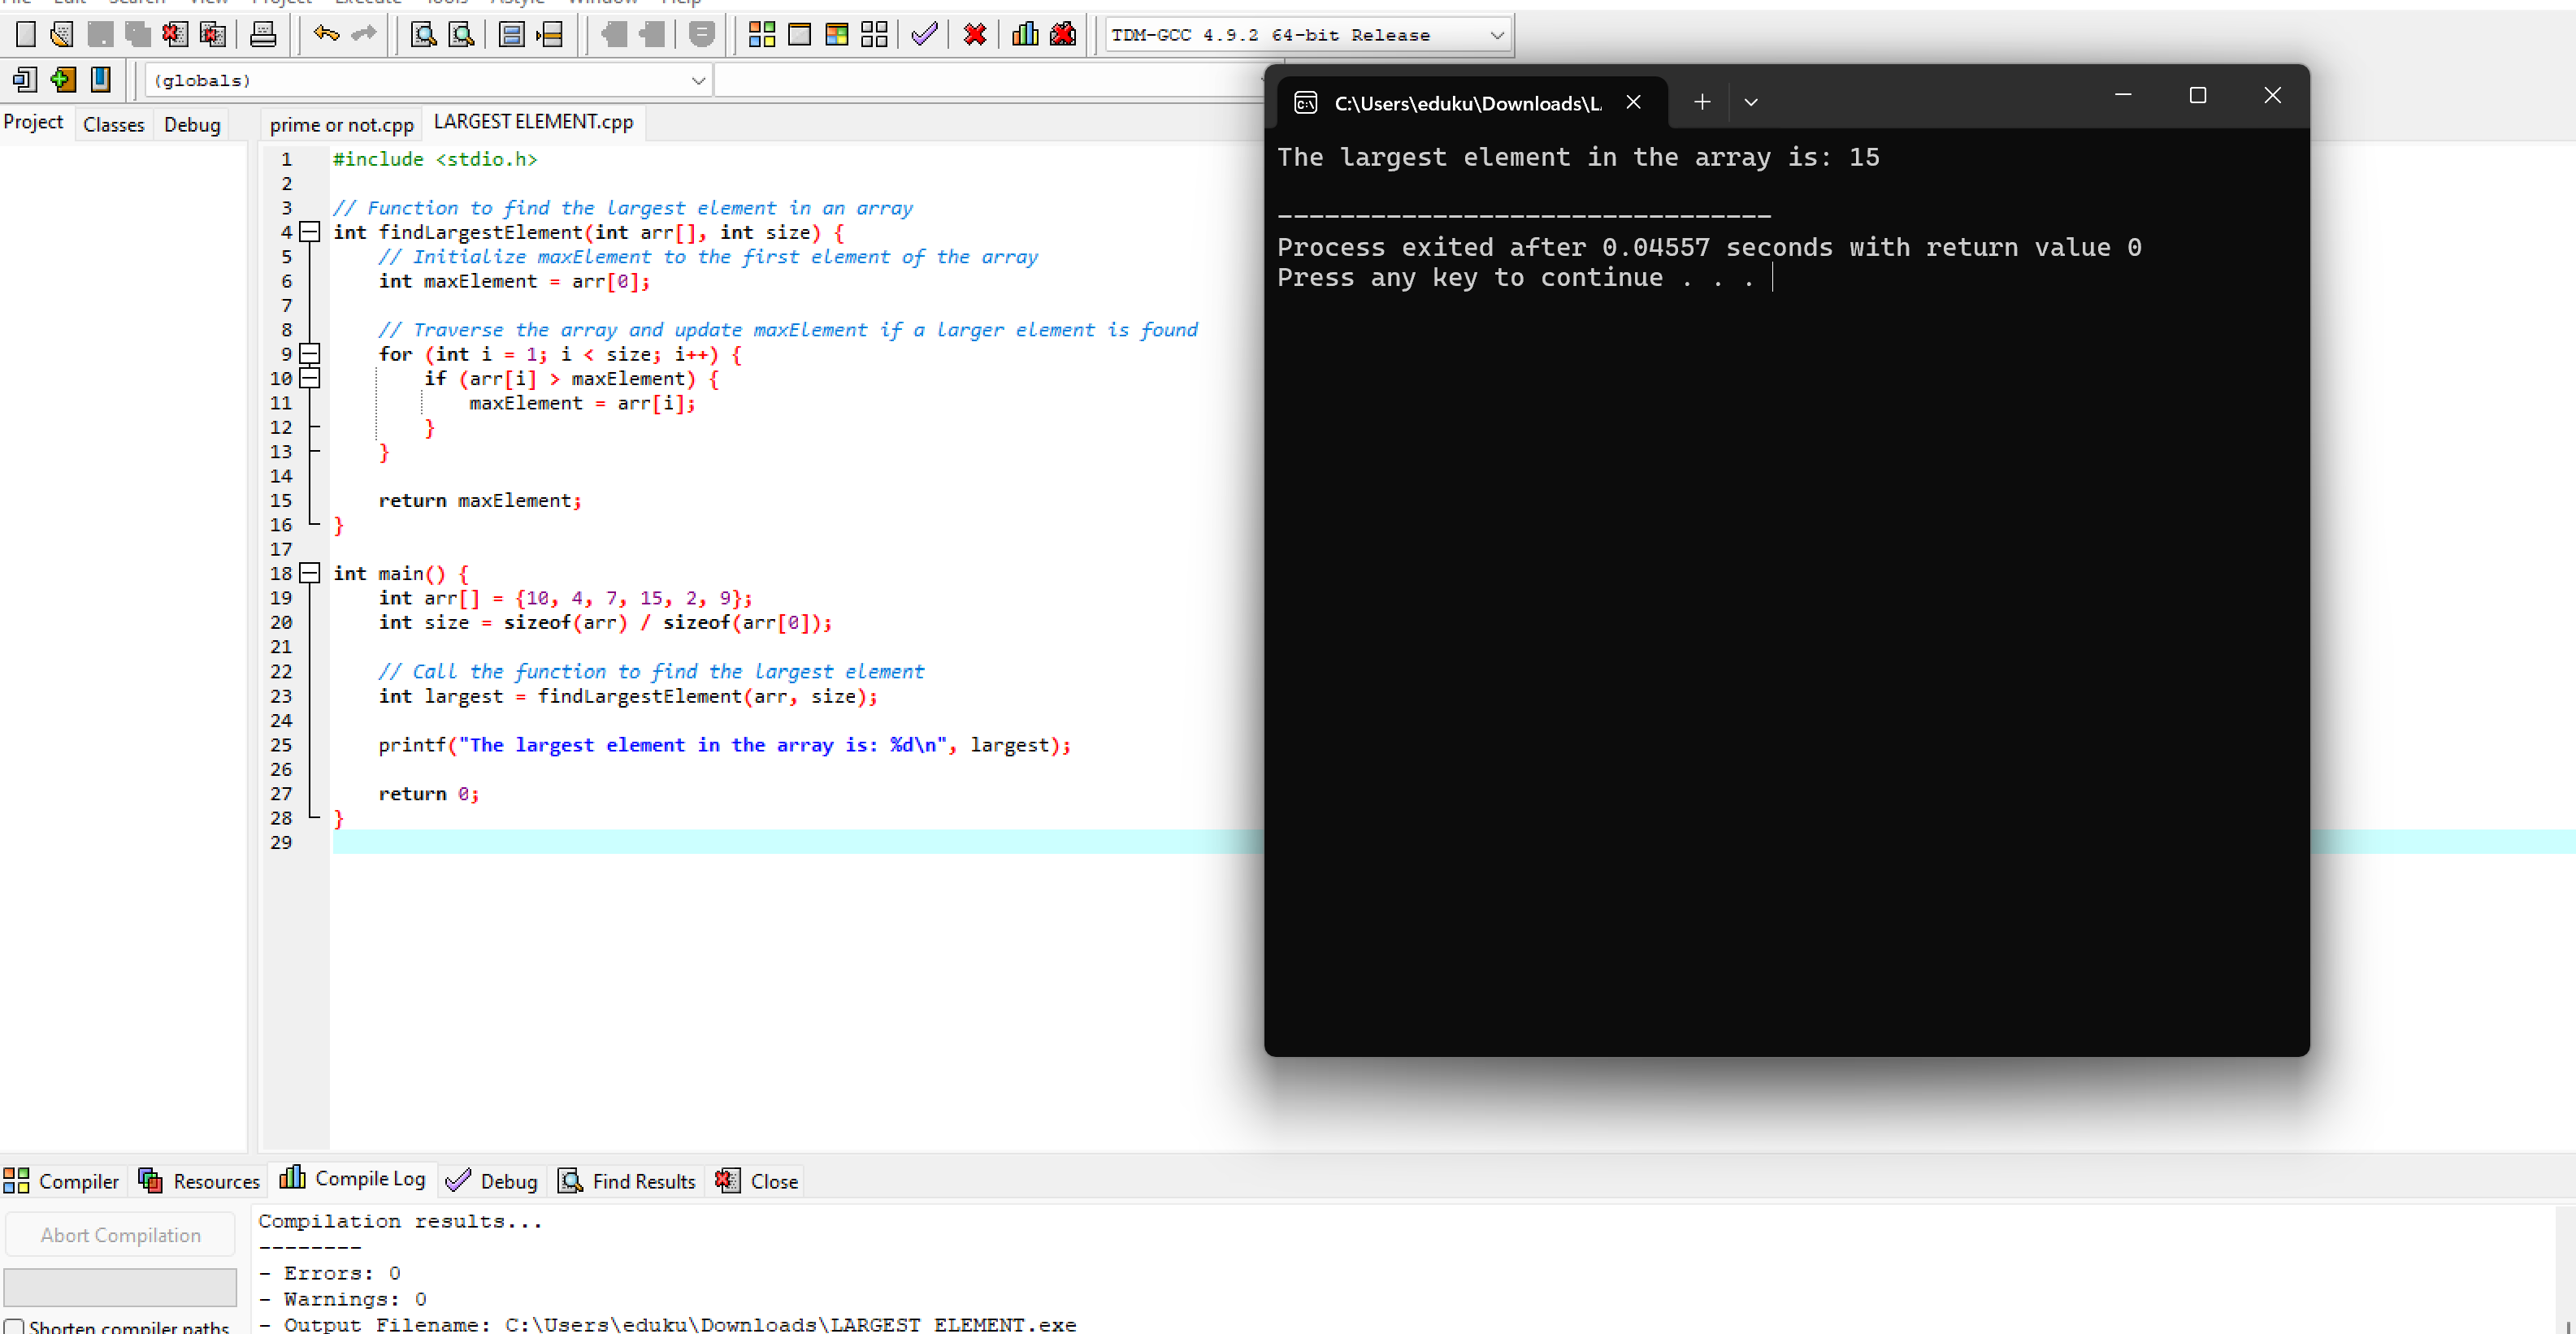 TDM-GCC 4.9.2 64-bit Release
(globals)
Project Classes Debug
prime or not.cpp LARGEST ELEMENT.cpp
1 #include <stdio.h>
2
3 // Function to find the largest element in an array
4 int findLargestElement(int arr[], int size) {
5     // Initialize maxElement to the first element of the array
6     int maxElement = arr[0];
7
8     // Traverse the array and update maxElement if a larger element is found
9     for (int i = 1; i < size; i++) {
10         if (arr[i] > maxElement) {
11             maxElement = arr[i];
12         }
13     }
14
15     return maxElement;
16 }
17
18 int main() {
19     int arr[] = {10, 4, 7, 15, 2, 9};
20     int size = sizeof(arr) / sizeof(arr[0]);
21
22     // Call the function to find the largest element
23     int largest = findLargestElement(arr, size);
24
25     printf("The largest element in the array is: %d\n", largest);
26
27     return 0;
28 }
29
C:\Users\eduku\Downloads\L
The largest element in the array is: 15
--------------------------------
Process exited after 0.04557 seconds with return value 0
Press any key to continue . . .
Compiler Resources Compile Log Debug Find Results Close
Abort Compilation
Shorten compiler paths
Compilation results...
--------
- Errors: 0
- Warnings: 0
- Output Filename: C:\Users\eduku\Downloads\LARGEST ELEMENT.exe